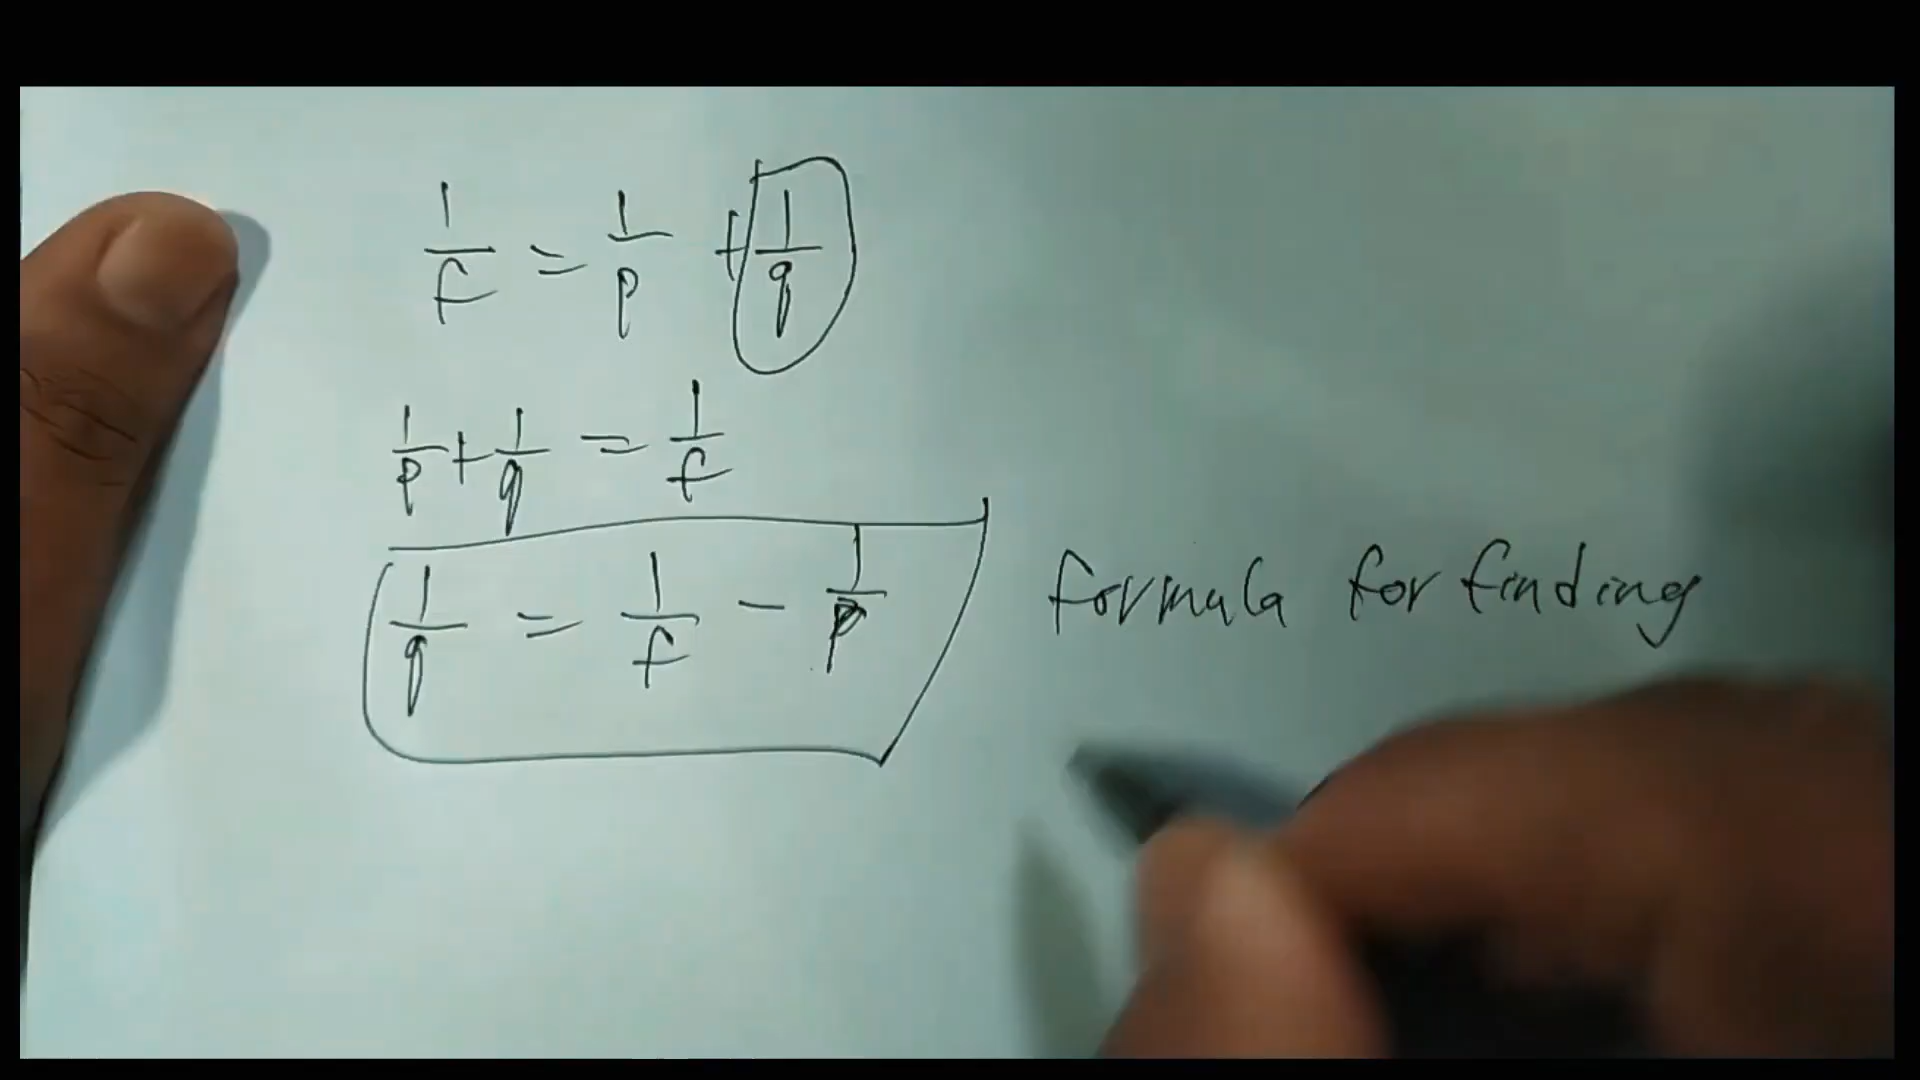 1/f = 1/p + 1/q
1/p + 1/q = 1/f
1/q = 1/f - 1/p
formula for finding